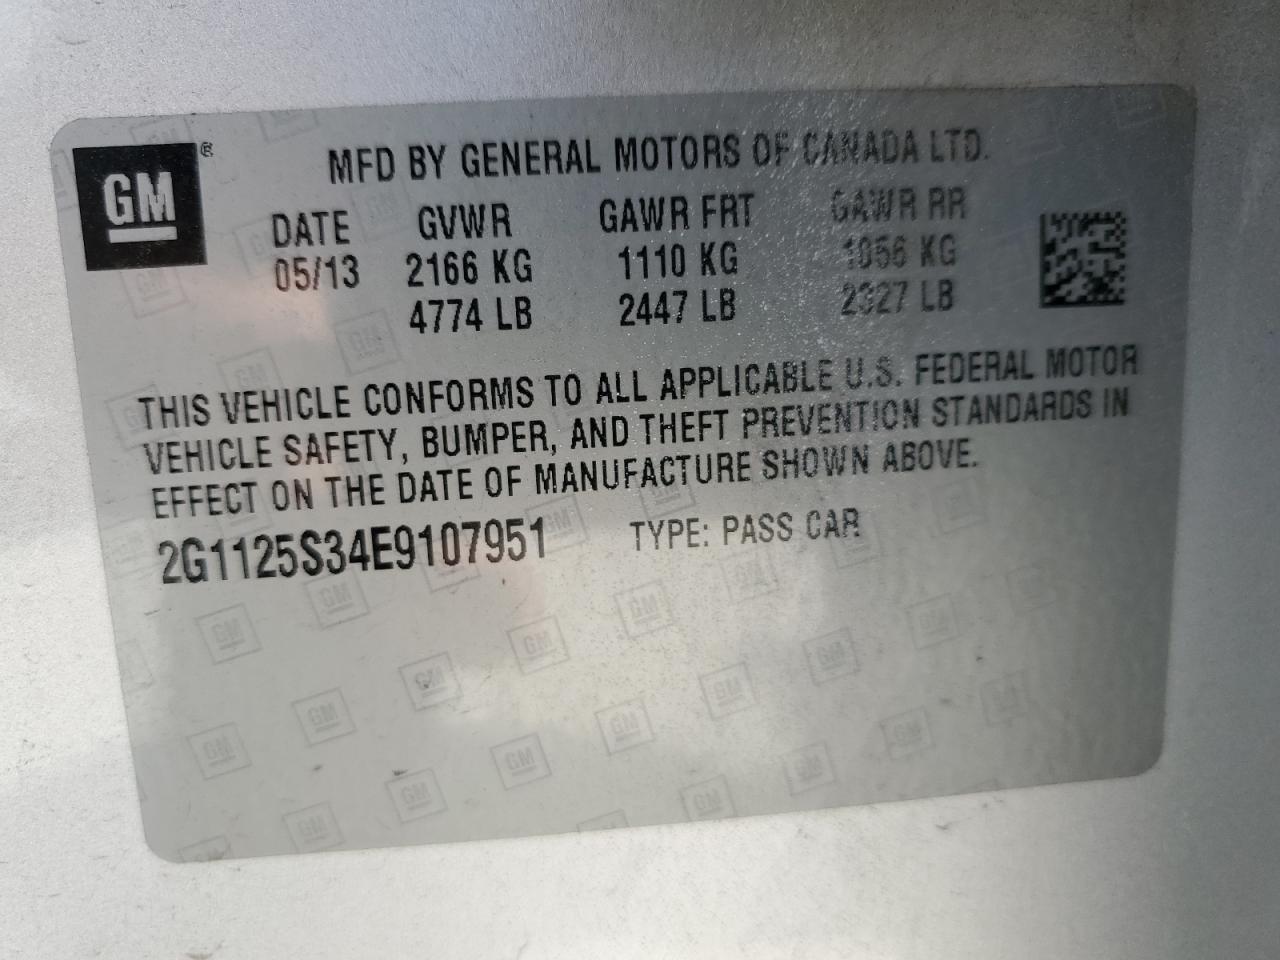 GM®
MFD BY GENERAL MOTORS OF CANADA LTD.
DATE GVWR GAWR FRT GAWR RR
05/13 2166 KG 1110 KG 1056 KG
4774 LB 2447 LB 2327 LB
THIS VEHICLE CONFORMS TO ALL APPLICABLE U.S. FEDERAL MOTOR
VEHICLE SAFETY, BUMPER, AND THEFT PREVENTION STANDARDS IN
EFFECT ON THE DATE OF MANUFACTURE SHOWN ABOVE.
2G1125S34E9107951 TYPE: PASS CAR